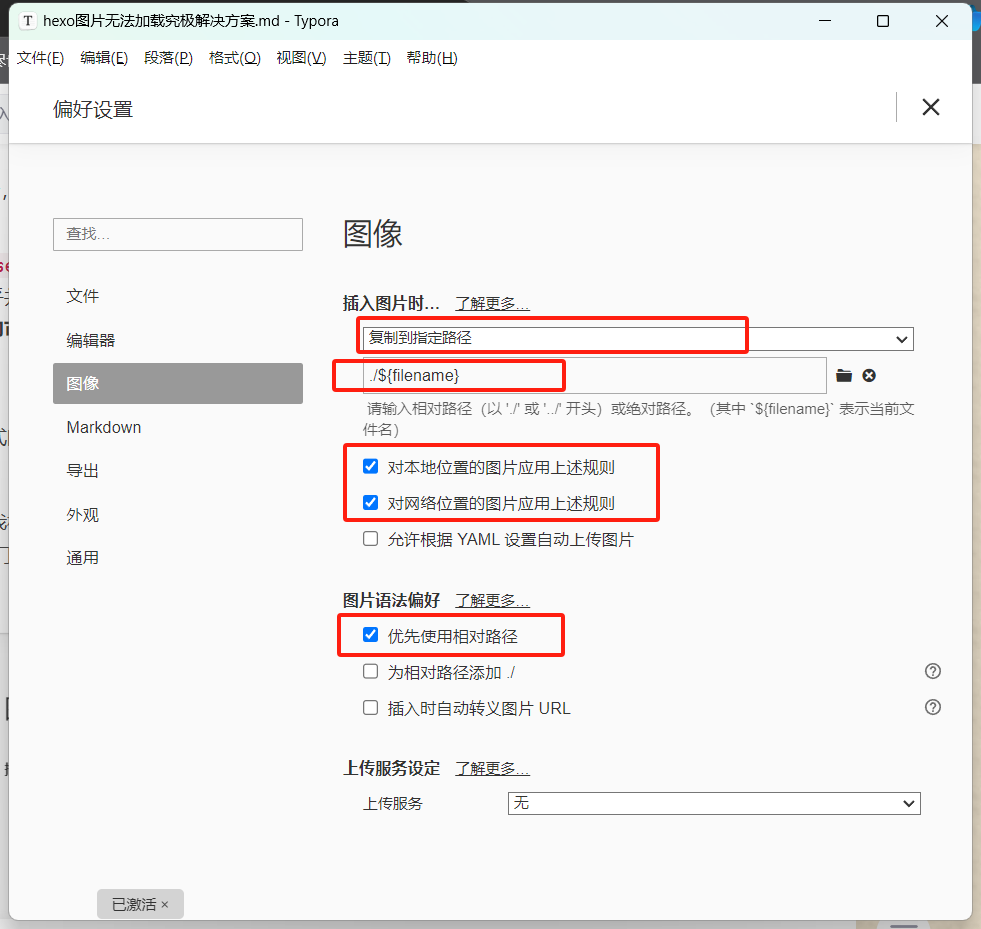 T hexo图片无法加载究极解决方案.md - Typora
文件(F) 编辑(E) 段落(P) 格式(O) 视图(V) 主题(T) 帮助(H)
偏好设置
查找...
文件
编辑器
图像
Markdown
导出
外观
通用
图像
插入图片时... 了解更多...
复制到指定路径
./${filename}
请输入相对路径（以 './' 或 '../' 开头）或绝对路径。（其中 `${filename}` 表示当前文
件名）
对本地位置的图片应用上述规则
对网络位置的图片应用上述规则
允许根据 YAML 设置自动上传图片
图片语法偏好 了解更多...
优先使用相对路径
为相对路径添加 ./
插入时自动转义图片 URL
上传服务设定 了解更多...
上传服务 无
已激活 ×